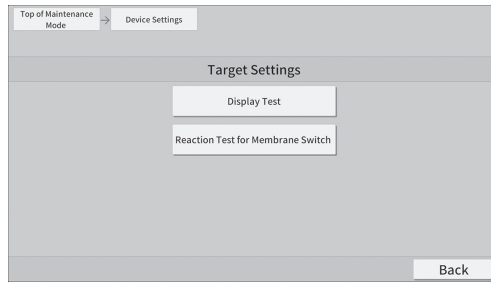 Top of Maintenance
Mode
→
Device Settings
Target Settings
Display Test
Reaction Test for Membrane Switch
Back